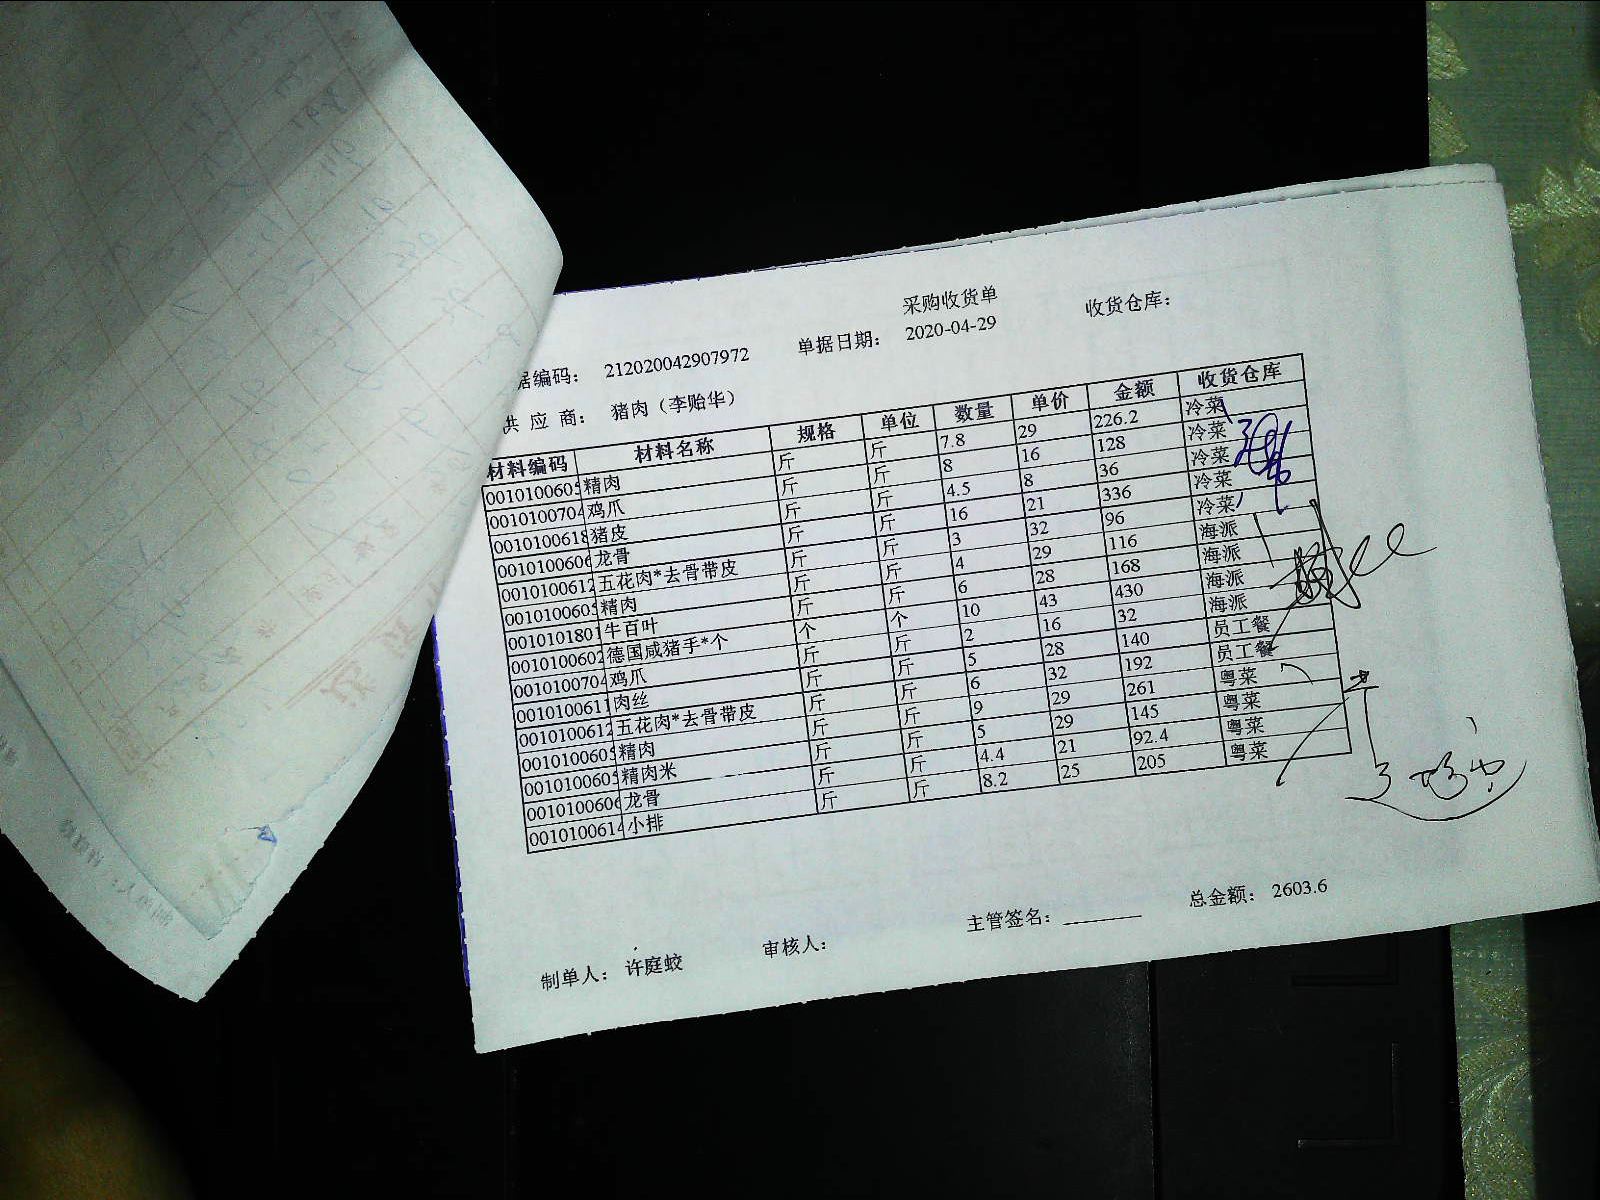 采购收货单
据编码： 212020042907972 单据日期： 2020-04-29 收货仓库：
供 应 商： 猪肉（李贻华）
材料编码 材料名称 规格 单位 数量 单价 金额 收货仓库
0010100605 精肉 斤 斤 7.8 29 226.2 冷菜
0010100704 鸡爪 斤 斤 8 16 128 冷菜
0010100618 猪皮 斤 斤 4.5 8 36 冷菜
0010100606 龙骨 斤 斤 16 21 336 冷菜
0010100612 五花肉*去骨带皮 斤 斤 3 32 96 冷菜
0010100605 精肉 斤 斤 4 29 116 海派
0010101801 牛百叶 斤 斤 6 28 168 海派
0010100602 德国咸猪手*个 个 个 10 43 430 海派
0010100704 鸡爪 斤 斤 2 16 32 海派
0010100611 肉丝 斤 斤 5 28 140 员工餐
0010100612 五花肉*去骨带皮 斤 斤 6 32 192 员工餐
0010100605 精肉 斤 斤 9 29 261 粤菜
0010100605 精肉米 斤 斤 5 29 145 粤菜
0010100606 龙骨 斤 斤 4.4 21 92.4 粤菜
0010100614 小排 斤 斤 8.2 25 205 粤菜
制单人： 许庭蛟 审核人： 主管签名： 总金额： 2603.6